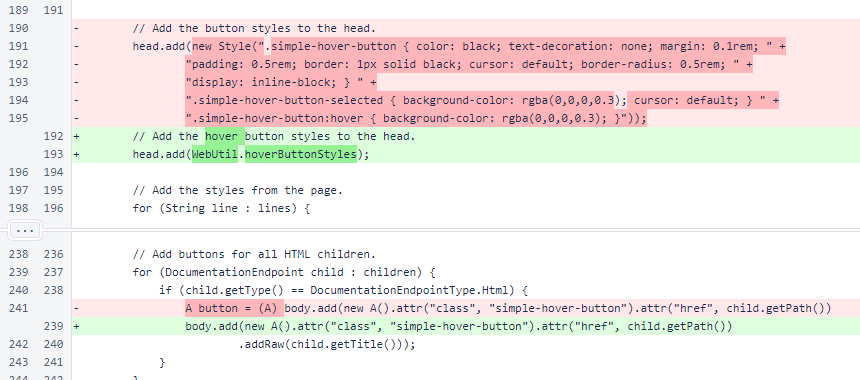 189 191
190 - // Add the button styles to the head.
191 - head.add(new Style(".simple-hover-button { color: black; text-decoration: none; margin: 0.1rem; " +
192 - "padding: 0.5rem; border: 1px solid black; cursor: default; border-radius: 0.5rem; " +
193 - "display: inline-block; } " +
194 - ".simple-hover-button-selected { background-color: rgba(0,0,0,0.3); cursor: default; } " +
195 - ".simple-hover-button:hover { background-color: rgba(0,0,0,0.3); }"));
192 + // Add the hover button styles to the head.
193 + head.add(WebUtil.hoverButtonStyles);
196 194
197 195 // Add the styles from the page.
198 196 for (String line : lines) {
...
238 236 // Add buttons for all HTML children.
239 237 for (DocumentationEndpoint child : children) {
240 238 if (child.getType() == DocumentationEndpointType.Html) {
241 - A button = (A) body.add(new A().attr("class", "simple-hover-button").attr("href", child.getPath())
239 + body.add(new A().attr("class", "simple-hover-button").attr("href", child.getPath())
242 240 .addRaw(child.getTitle()));
243 241 }
244 242 }